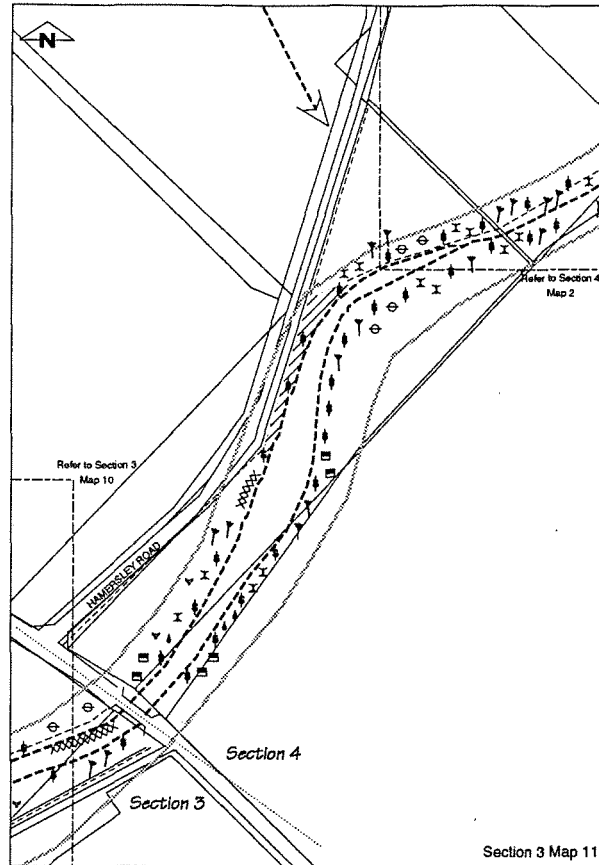 N
Refer to Section 4
Map 2
Refer to Section 3
Map 10
HAMERSLEY ROAD
Section 4
Section 3
Section 3 Map 11